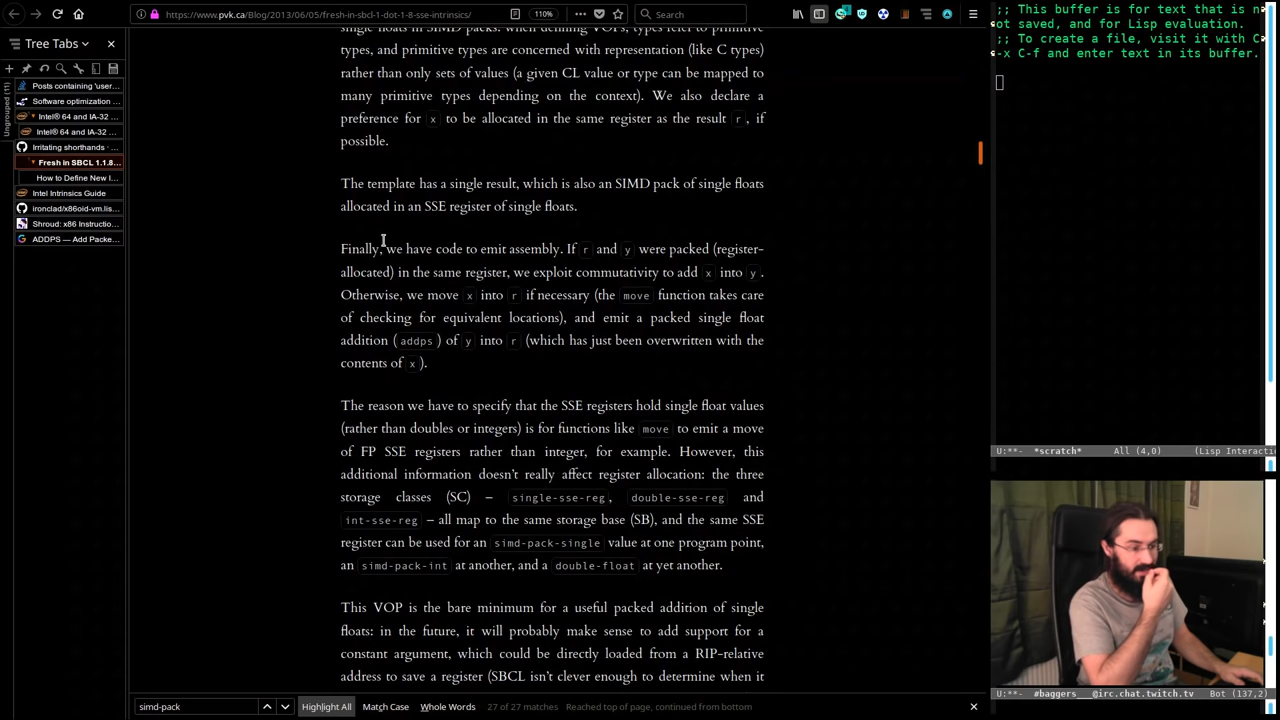 https://www.pvk.ca/Blog/2013/06/05/fresh-in-sbcl-1-dot-1-8-sse-intrinsics/
110%
Search
Tree Tabs
Ungrouped (11)
Posts containing 'user...
Software optimization ...
Intel® 64 and IA-32
Intel® 64 and IA-32 ...
Irritating shorthands · ...
Fresh in SBCL 1.1.8...
How to Define New I...
Intel Intrinsics Guide
ironclad/x86oid-vm.lis...
Shroud: x86 Instructio...
ADDPS — Add Packe...
single floats in SIMD packs: when defining VOPs, types refer to primitive
types, and primitive types are concerned with representation (like C types)
rather than only sets of values (a given CL value or type can be mapped to
many primitive types depending on the context). We also declare a
preference for x to be allocated in the same register as the result r, if
possible.
The template has a single result, which is also an SIMD pack of single floats
allocated in an SSE register of single floats.
Finally, we have code to emit assembly. If r and y were packed (register-
allocated) in the same register, we exploit commutativity to add x into y.
Otherwise, we move x into r if necessary (the move function takes care
of checking for equivalent locations), and emit a packed single float
addition (addps) of y into r (which has just been overwritten with the
contents of x).
The reason we have to specify that the SSE registers hold single float values
(rather than doubles or integers) is for functions like move to emit a move
of FP SSE registers rather than integer, for example. However, this
additional information doesn't really affect register allocation: the three
storage classes (SC) – single-sse-reg, double-sse-reg and
int-sse-reg – all map to the same storage base (SB), and the same SSE
register can be used for an simd-pack-single value at one program point,
an simd-pack-int at another, and a double-float at yet another.
This VOP is the bare minimum for a useful packed addition of single
floats: in the future, it will probably make sense to add support for a
constant argument, which could be directly loaded from a RIP-relative
address to save a register (SBCL isn't clever enough to determine when it
simd-pack
Highlight All
Match Case
Whole Words
27 of 27 matches
Reached top of page, continued from bottom
;; This buffer is for text that is n
ot saved, and for Lisp evaluation.
;; To create a file, visit it with C
-x C-f and enter text in its buffer.
U:**- *scratch* All (4,0) (Lisp Interacti
U:**- #baggers___@irc.chat.twitch.tv Bot (137,2)